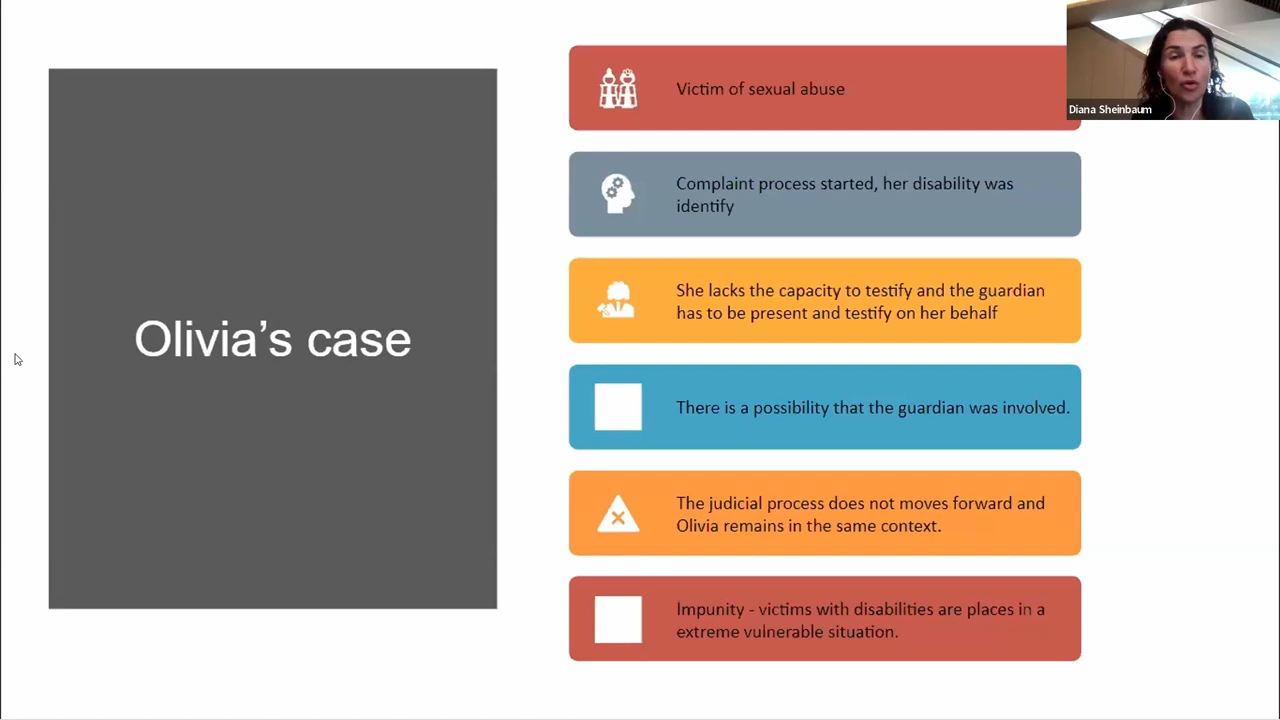 Olivia's case
Victim of sexual abuse
Complaint process started, her disability was
identify
She lacks the capacity to testify and the guardian
has to be present and testify on her behalf
There is a possibility that the guardian was involved.
The judicial process does not moves forward and
Olivia remains in the same context.
Impunity - victims with disabilities are places in a
extreme vulnerable situation.
Diana Sheinbaum